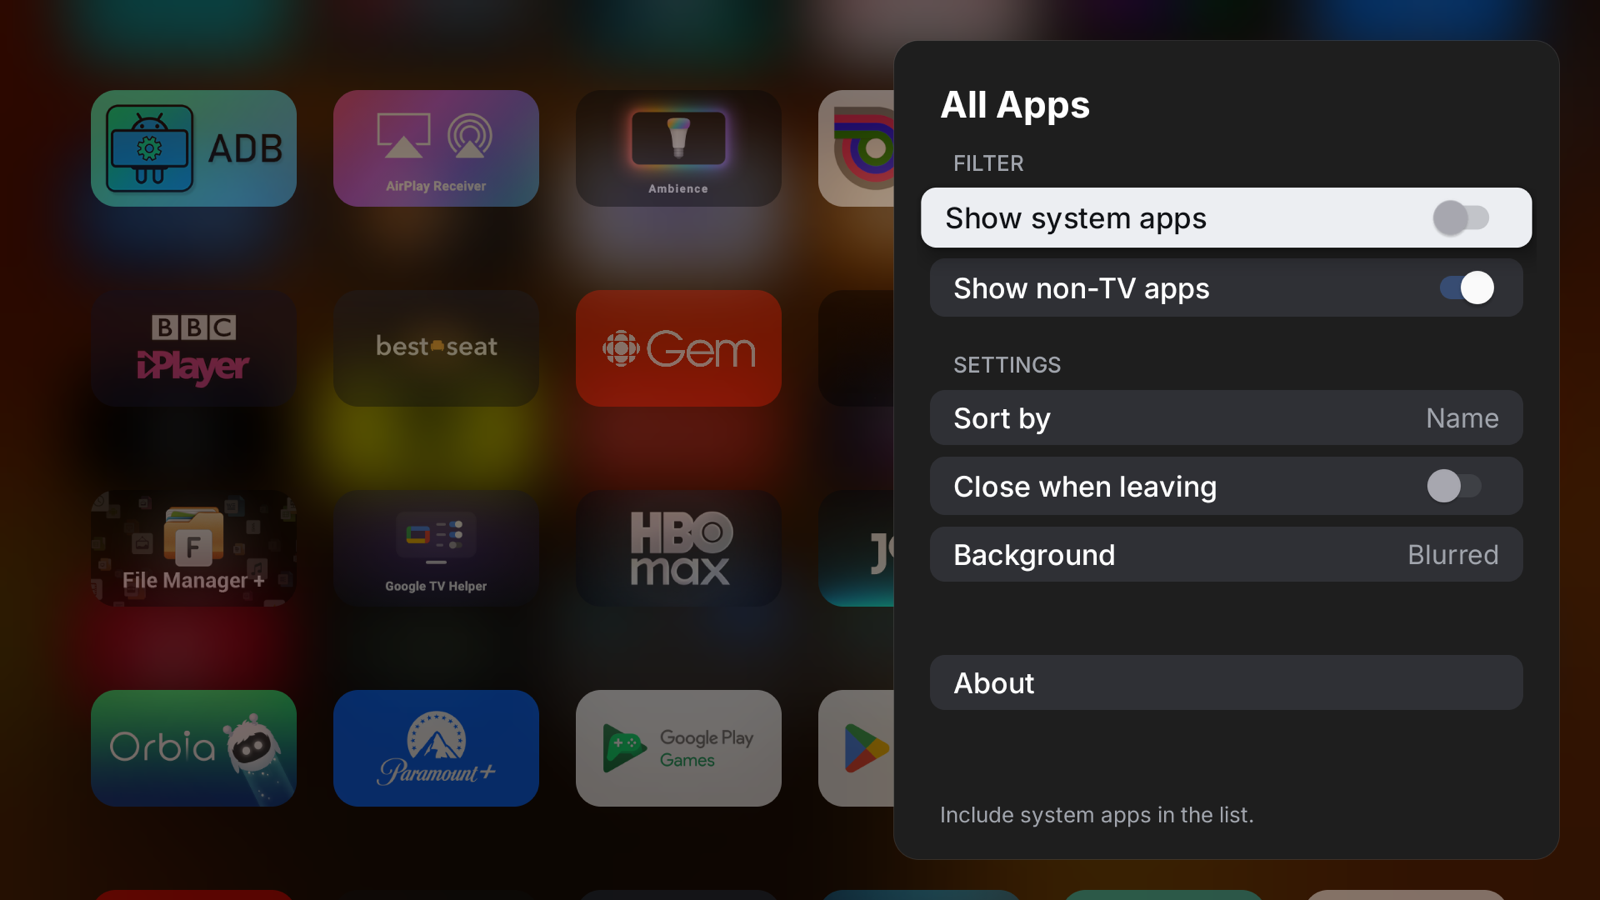 All Apps
FILTER
Show system apps
Show non-TV apps
SETTINGS
Sort by Name
Close when leaving
Background Blurred
About
Include system apps in the list.
ADB
AirPlay Receiver
Ambience
BBC
iPlayer
best seat
Gem
F
File Manager +
Google TV Helper
HBO
max
Orbia
Paramount+
Google Play
Games